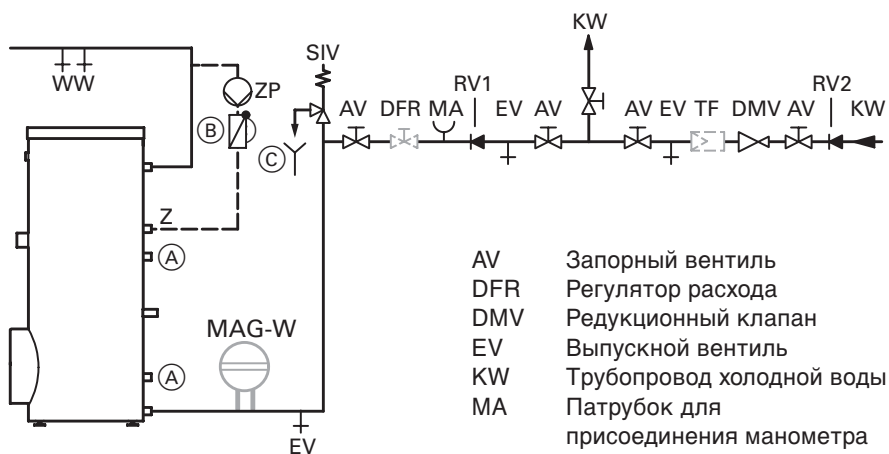 KW
SIV
WW
ZP
B
C
AV DFR MA RV1 EV AV AV EV TF DMV AV RV2 KW
Z
A
MAG-W
A
EV
AV Запорный вентиль
DFR Регулятор расхода
DMV Редукционный клапан
EV Выпускной вентиль
KW Трубопровод холодной воды
MA Патрубок для
присоединения манометра